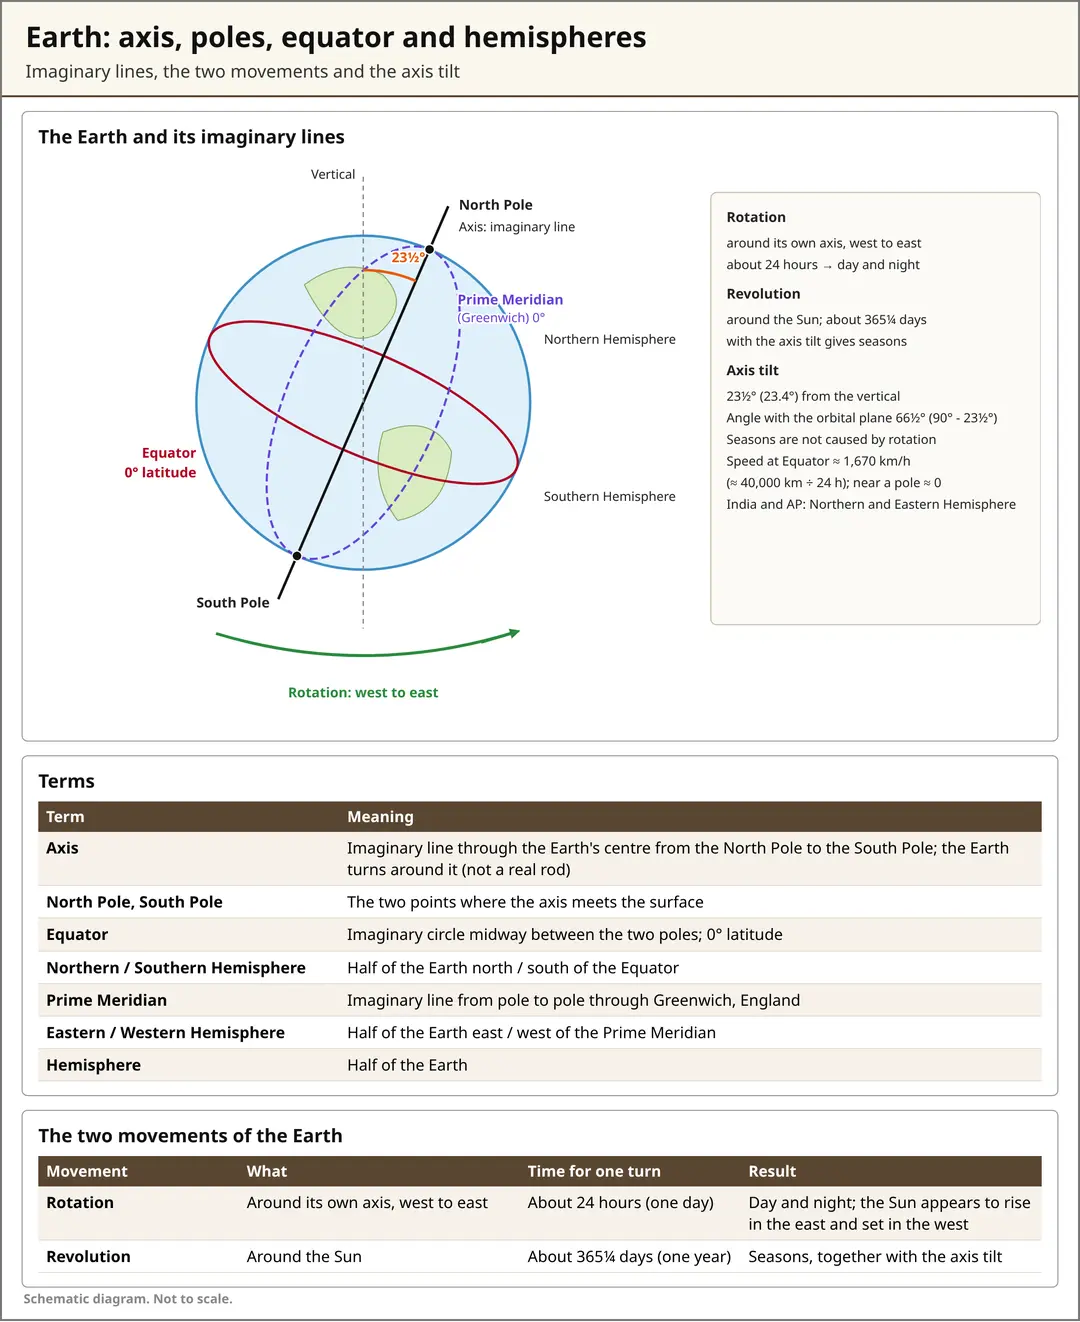 Earth: axis, poles, equator and hemispheres
Imaginary lines, the two movements and the axis tilt
The Earth and its imaginary lines
Vertical
North Pole
Axis: imaginary line
23½°
Prime Meridian
(Greenwich) 0°
Northern Hemisphere
Equator
0° latitude
Southern Hemisphere
South Pole
Rotation: west to east
Rotation
around its own axis, west to east
about 24 hours → day and night
Revolution
around the Sun; about 365¼ days
with the axis tilt gives seasons
Axis tilt
23½° (23.4°) from the vertical
Angle with the orbital plane 66½° (90° - 23½°)
Seasons are not caused by rotation
Speed at Equator ≈ 1,670 km/h
(≈ 40,000 km ÷ 24 h); near a pole ≈ 0
India and AP: Northern and Eastern Hemisphere
Terms
Term Meaning
Axis Imaginary line through the Earth's centre from the North Pole to the South Pole; the Earth
turns around it (not a real rod)
North Pole, South Pole The two points where the axis meets the surface
Equator Imaginary circle midway between the two poles; 0° latitude
Northern / Southern Hemisphere Half of the Earth north / south of the Equator
Prime Meridian Imaginary line from pole to pole through Greenwich, England
Eastern / Western Hemisphere Half of the Earth east / west of the Prime Meridian
Hemisphere Half of the Earth
The two movements of the Earth
Movement What Time for one turn Result
Rotation Around its own axis, west to east About 24 hours (one day) Day and night; the Sun appears to rise
in the east and set in the west
Revolution Around the Sun About 365¼ days (one year) Seasons, together with the axis tilt
Schematic diagram. Not to scale.